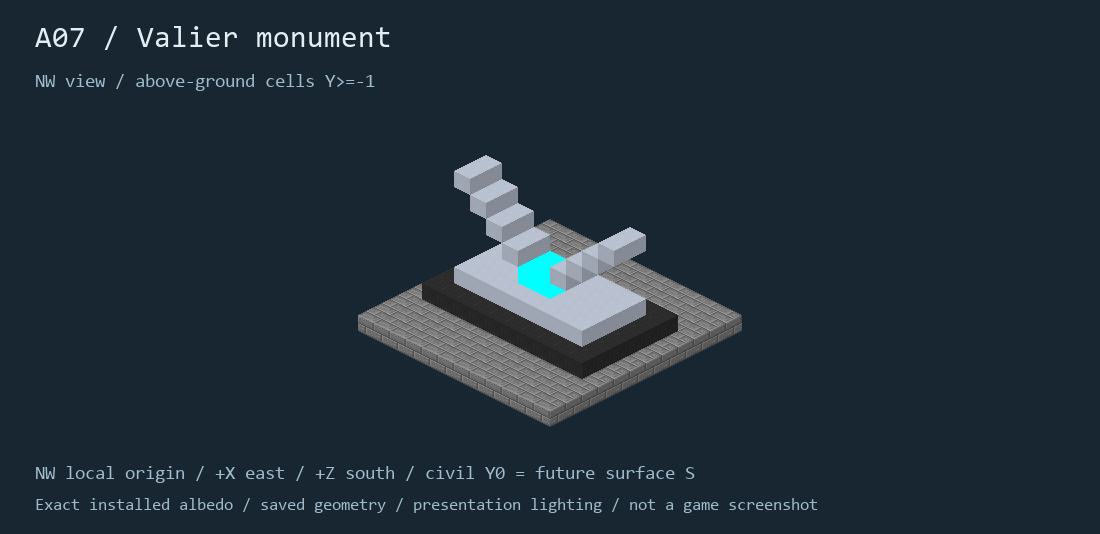 A07 / Valier monument
NW view / above-ground cells Y>=-1
NW local origin / +X east / +Z south / civil Y0 = future surface S
Exact installed albedo / saved geometry / presentation lighting / not a game screenshot